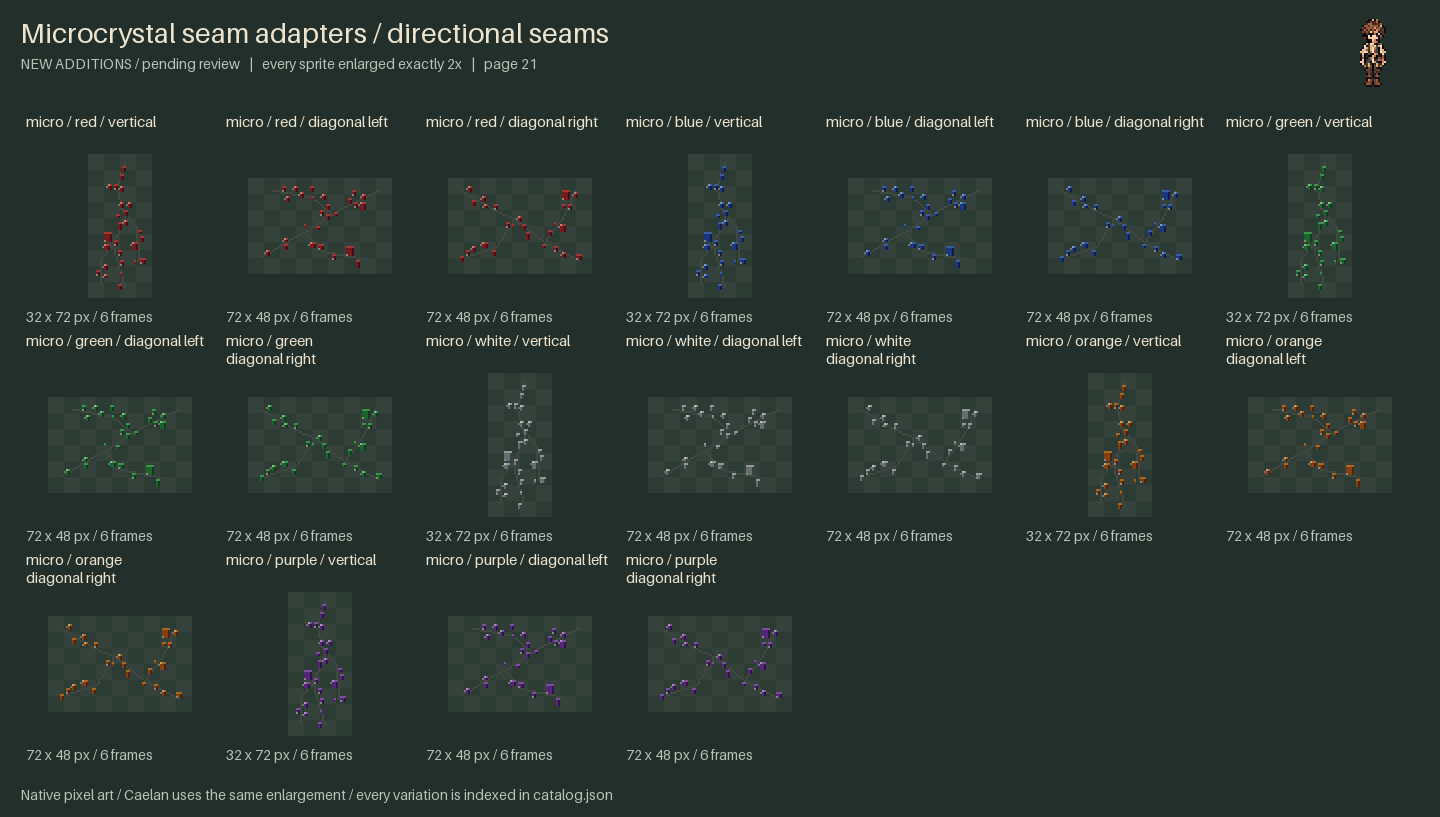 Microcrystal seam adapters / directional seams
NEW ADDITIONS / pending review | every sprite enlarged exactly 2x | page 21
micro / red / vertical
micro / red / diagonal left
micro / red / diagonal right
micro / blue / vertical
micro / blue / diagonal left
micro / blue / diagonal right
micro / green / vertical
32 x 72 px / 6 frames
72 x 48 px / 6 frames
72 x 48 px / 6 frames
32 x 72 px / 6 frames
72 x 48 px / 6 frames
72 x 48 px / 6 frames
32 x 72 px / 6 frames
micro / green / diagonal left
micro / green
diagonal right
micro / white / vertical
micro / white / diagonal left
micro / white
diagonal right
micro / orange / vertical
micro / orange
diagonal left
72 x 48 px / 6 frames
72 x 48 px / 6 frames
32 x 72 px / 6 frames
72 x 48 px / 6 frames
72 x 48 px / 6 frames
32 x 72 px / 6 frames
72 x 48 px / 6 frames
micro / orange
diagonal right
micro / purple / vertical
micro / purple / diagonal left
micro / purple
diagonal right
72 x 48 px / 6 frames
32 x 72 px / 6 frames
72 x 48 px / 6 frames
72 x 48 px / 6 frames
Native pixel art / Caelan uses the same enlargement / every variation is indexed in catalog.json